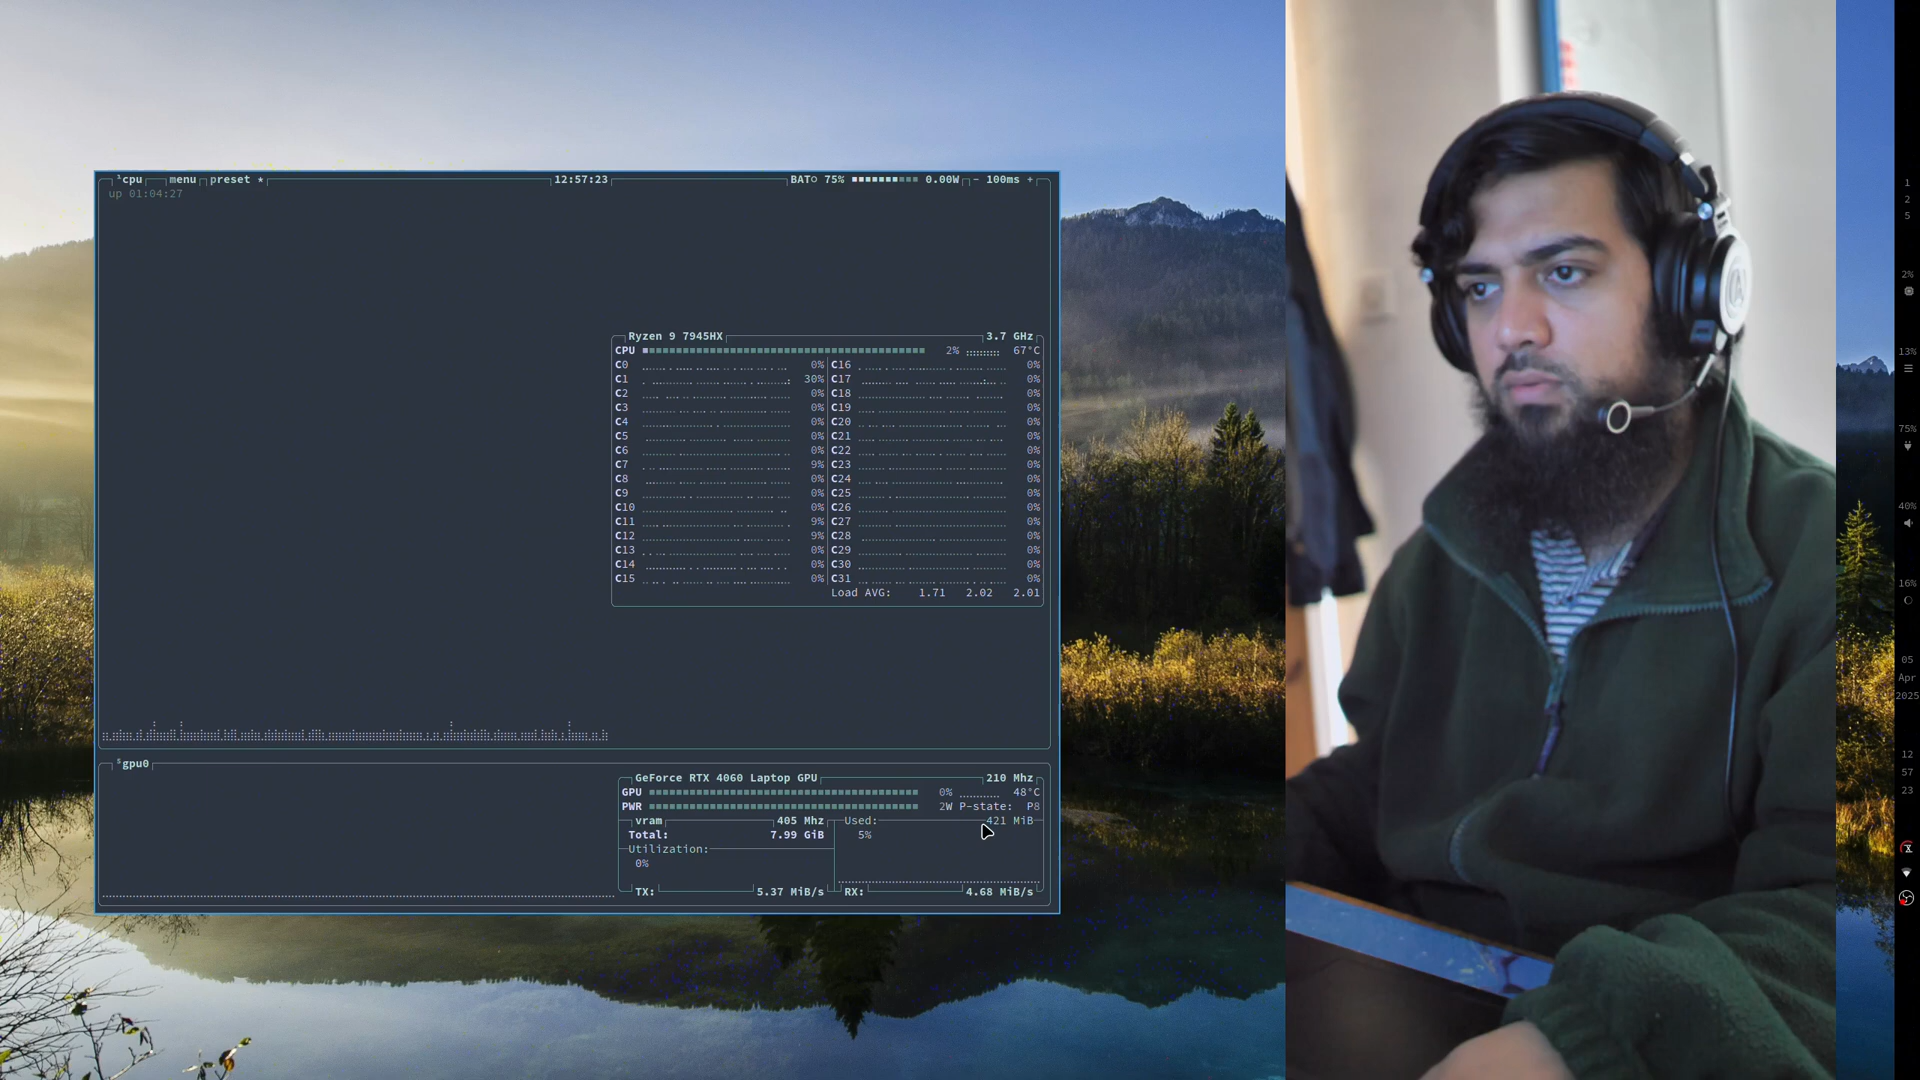 ¹cpu menu preset * 12:57:23 BAT○ 75% 0.00W - 100ms +
up 01:04:27
Ryzen 9 7945HX 3.7 GHz
CPU 2% 67°C
C0 0% C16 0%
C1 30% C17 0%
C2 0% C18 0%
C3 0% C19 0%
C4 0% C20 0%
C5 0% C21 0%
C6 0% C22 0%
C7 9% C23 0%
C8 0% C24 0%
C9 0% C25 0%
C10 0% C26 0%
C11 9% C27 0%
C12 9% C28 0%
C13 0% C29 0%
C14 0% C30 0%
C15 0% C31 0%
Load AVG: 1.71 2.02 2.01
⁵gpu0
GeForce RTX 4060 Laptop GPU 210 Mhz
GPU 0% 48°C
PWR 2W P-state: P8
vram 405 Mhz Used: 421 MiB
Total: 7.99 GiB 5%
Utilization:
0%
TX: 5.37 MiB/s RX: 4.68 MiB/s
1
2
5
2%
13%
75%
40%
16%
05
Apr
2025
12
57
23